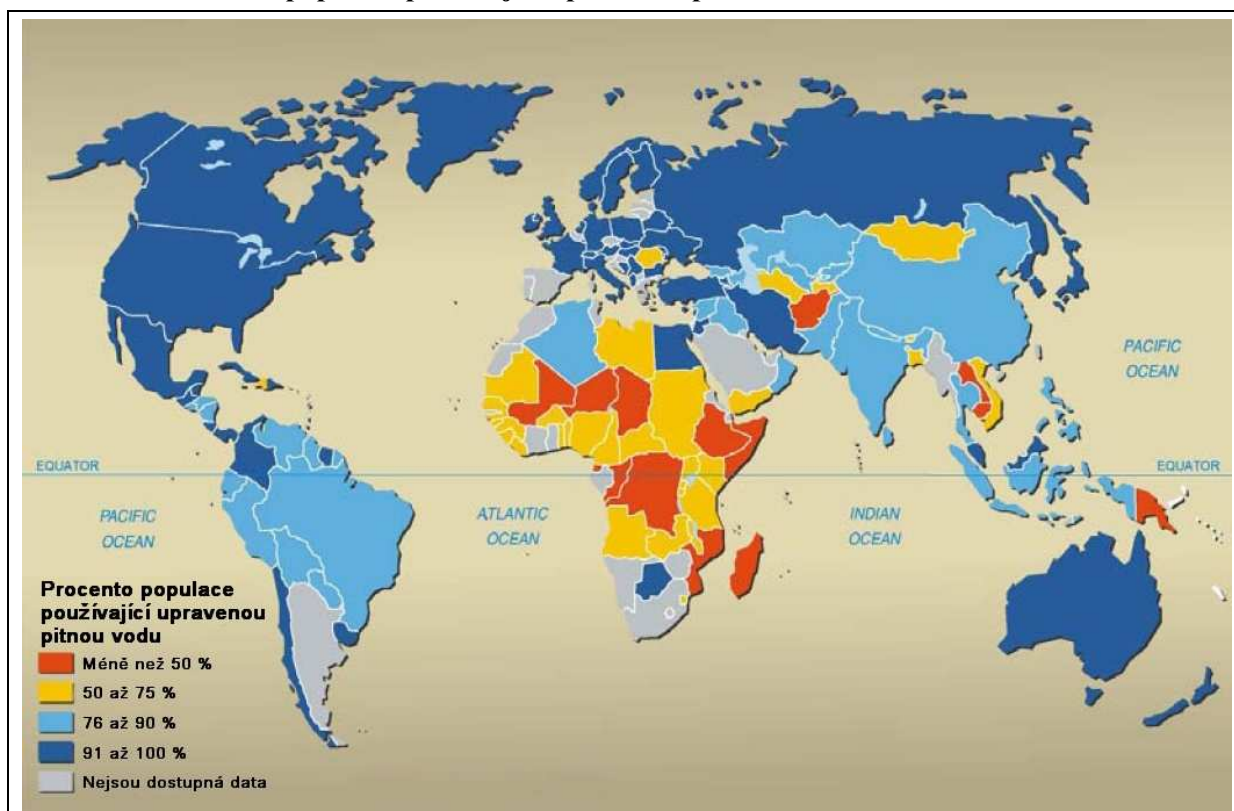 PACIFIC
OCEAN
EQUATOR
EQUATOR
PACIFIC
OCEAN
ATLANTIC
OCEAN
INDIAN
OCEAN
Procento populace
používající upravenou
pitnou vodu
Méně než 50 %
50 až 75 %
76 až 90 %
91 až 100 %
Nejsou dostupná data